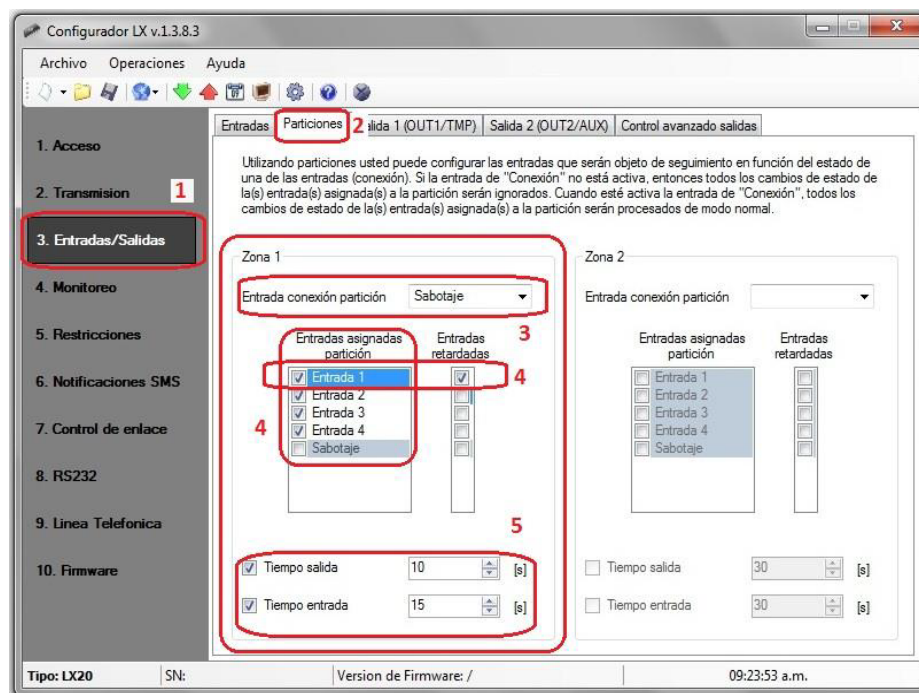 Configurador LX v.1.3.8.3
Archivo Operaciones Ayuda
Entradas Particiones 2 alida 1 (OUT1/TMP) Salida 2 (OUT2/AUX) Control avanzado salidas
1. Acceso
2. Transmision
1
3. Entradas/Salidas
4. Monitoreo
5. Restricciones
6. Notificaciones SMS
7. Control de enlace
8. RS232
9. Linea Telefonica
10. Firmware
Utilizando particiones usted puede configurar las entradas que serán objeto de seguimiento en función del estado de
una de las entradas (conexión). Si la entrada de "Conexión" no está activa, entonces todos los cambios de estado de
la(s) entrada(s) asignada(s) a la partición serán ignorados. Cuando esté activa la entrada de "Conexión", todos los
cambios de estado de la(s) entrada(s) asignada(s) a la partición serán procesados de modo normal.
Zona 1
Entrada conexión partición Sabotaje
3
Entradas asignadas
partición
Entradas
retardadas
Entrada 1
4
Entrada 2
Entrada 3
Entrada 4
4
Sabotaje
5
Tiempo salida 10 [s]
Tiempo entrada 15 [s]
Zona 2
Entrada conexión partición
Entradas asignadas
partición
Entradas
retardadas
Entrada 1
Entrada 2
Entrada 3
Entrada 4
Sabotaje
Tiempo salida 30 [s]
Tiempo entrada 30 [s]
Tipo: LX20 SN: Version de Firmware: / 09:23:53 a.m.